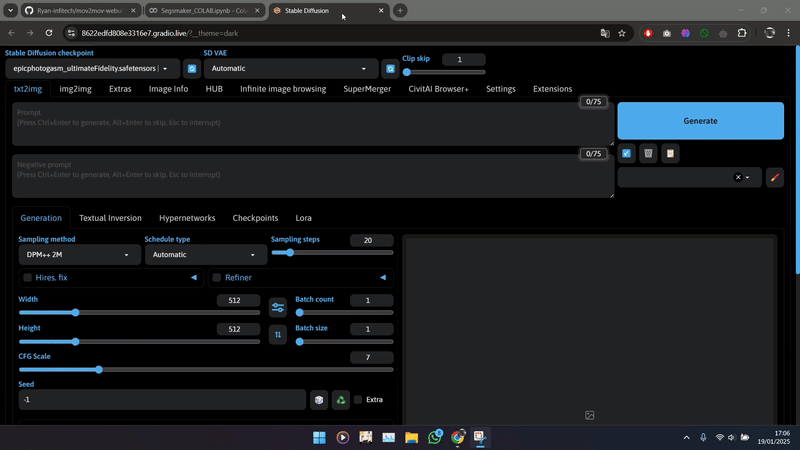 Ryan-infitech/mov2mov-webui
Segsmaker_COLAB.ipynb - Cola
Stable Diffusion
8622edfd808e3316e7.gradio.live/?__theme=dark
Stable Diffusion checkpoint
SD VAE
Clip skip
1
epicphotogasm_ultimateFidelity.safetensors
Automatic
txt2img
img2img
Extras
Image Info
HUB
Infinite image browsing
SuperMerger
CivitAI Browser+
Settings
Extensions
0/75
Prompt
(Press Ctrl+Enter to generate, Alt+Enter to skip, Esc to interrupt)
Generate
0/75
Negative prompt
(Press Ctrl+Enter to generate, Alt+Enter to skip, Esc to interrupt)
Generation
Textual Inversion
Hypernetworks
Checkpoints
Lora
Sampling method
Schedule type
Sampling steps
20
DPM++ 2M
Automatic
Hires. fix
Refiner
Width
512
Batch count
1
Height
512
Batch size
1
CFG Scale
7
Seed
-1
Extra
17:06
19/01/2025